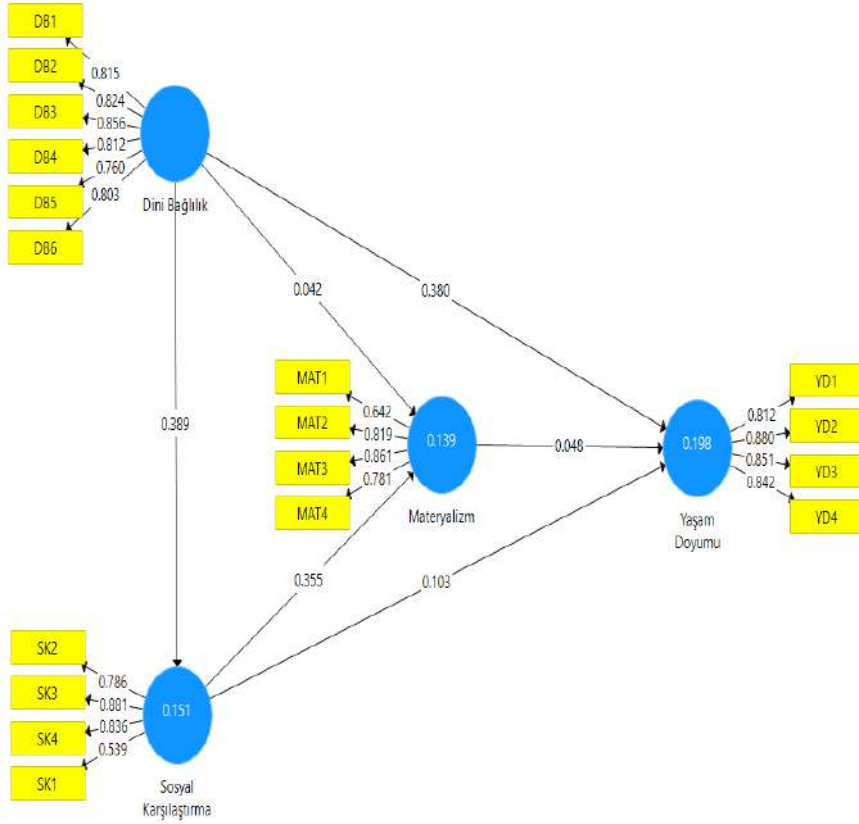 DB1
DB2
DB3
DB4
DB5
DB6
0.815
0.824
0.856
0.812
0.760
0.803
Dini Bağlılık
0.042
0.380
0.389
MAT1
MAT2
MAT3
MAT4
0.642
0.819
0.861
0.781
0.139
Materyalizm
0.048
0.198
Yaşam
Doyumu
0.812
0.880
0.851
0.842
YD1
YD2
YD3
YD4
0.355
0.103
SK2
SK3
SK4
SK1
0.786
0.881
0.836
0.539
0.151
Sosyal
Karşılaştırma